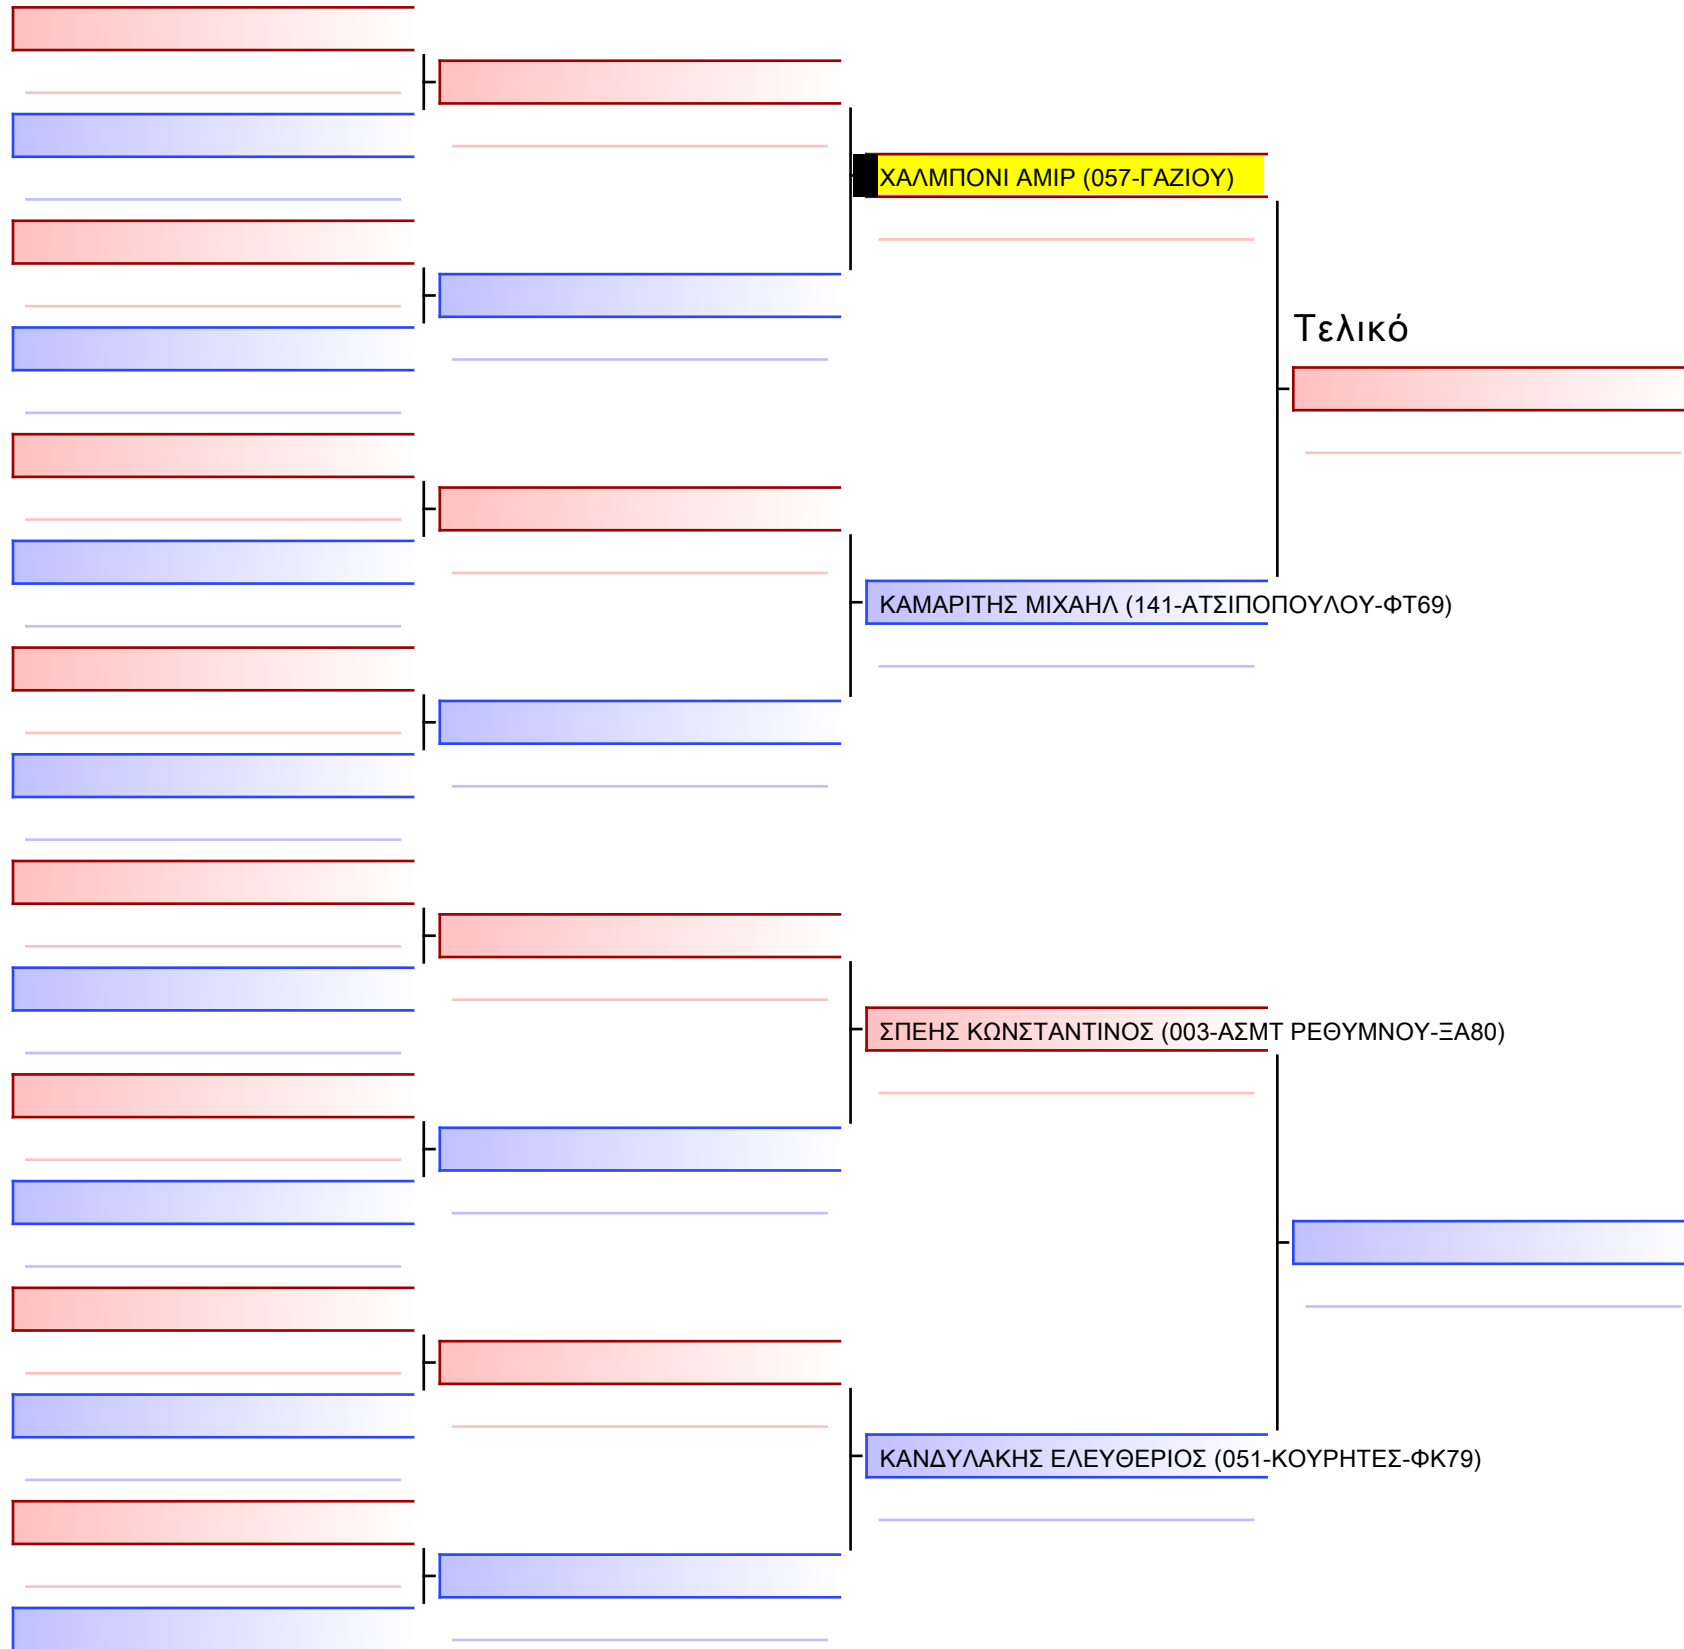 ΧΑΛΜΠΟΝΙ ΑΜΙΡ (057-ΓΑΖΙΟΥ)
Τελικό
ΚΑΜΑΡΙΤΗΣ ΜΙΧΑΗΛ (141-ΑΤΣΙΠΟΠΟΥΛΟΥ-ΦΤ69)
ΣΠΕΗΣ ΚΩΝΣΤΑΝΤΙΝΟΣ (003-ΑΣΜΤ ΡΕΘΥΜΝΟΥ-ΞΑ80)
ΚΑΝΔΥΛΑΚΗΣ ΕΛΕΥΘΕΡΙΟΣ (051-ΚΟΥΡΗΤΕΣ-ΦΚ79)